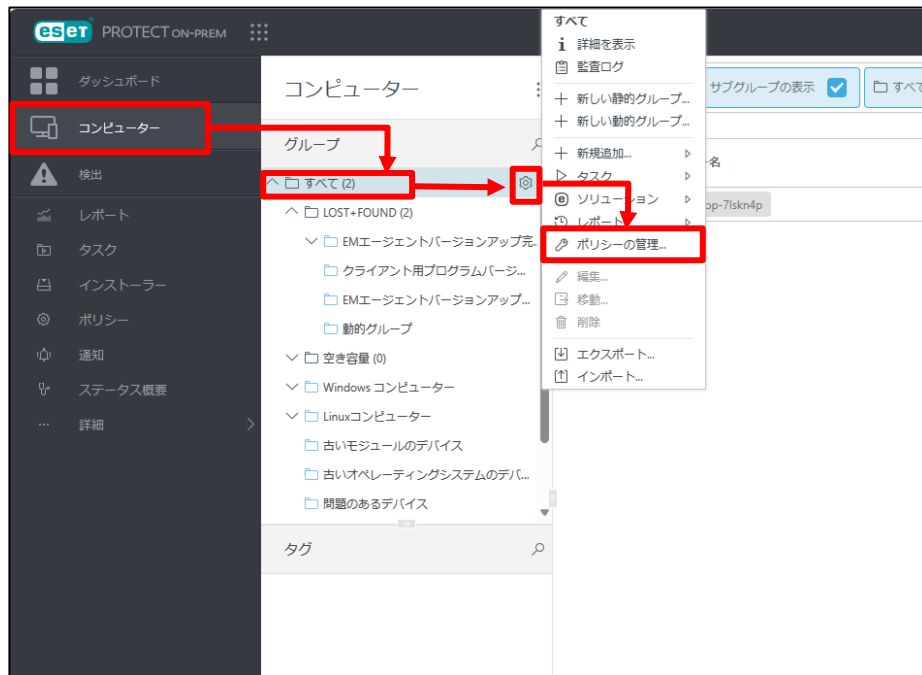 eset PROTECT ON-PREM
ダッシュボード
コンピューター
検出
レポート
タスク
インストーラー
ポリシー
通知
ステータス概要
詳細
コンピューター
グループ
すべて (2)
LOST+FOUND (2)
EMエージェントバージョンアップ完...
クライアント用プログラムバージ...
EMエージェントバージョンアップ...
動的グループ
空き容量 (0)
Windows コンピューター
Linuxコンピューター
古いモジュールのデバイス
古いオペレーティングシステムのデバ...
問題のあるデバイス
タグ
すべて
詳細を表示
監査ログ
新しい静的グループ...
新しい動的グループ...
新規追加...
タスク
ソリューション
レポート
ポリシーの管理...
編集...
移動...
削除
エクスポート...
インポート...
サブグループの表示
すべて
名
op-7lskn4p